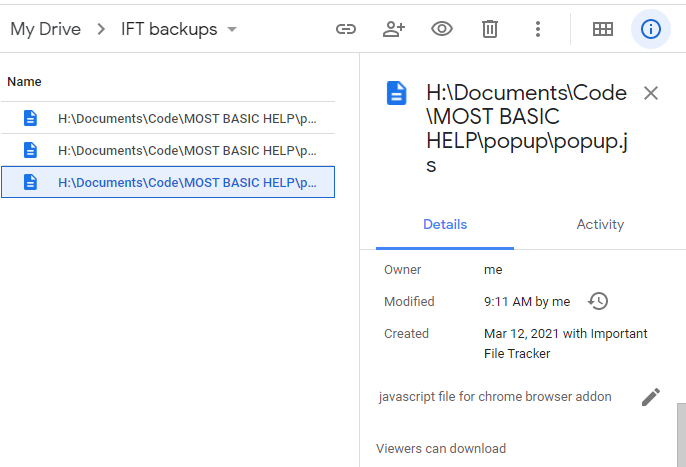 My Drive > IFT backups
Name
H:\Documents\Code\MOST BASIC HELP\p...
H:\Documents\Code\MOST BASIC HELP\p...
H:\Documents\Code\MOST BASIC HELP\p...
H:\Documents\Code
\MOST BASIC
HELP\popup\popup.j
s
Details
Activity
Owner me
Modified 9:11 AM by me
Created Mar 12, 2021 with Important
File Tracker
javascript file for chrome browser addon
Viewers can download